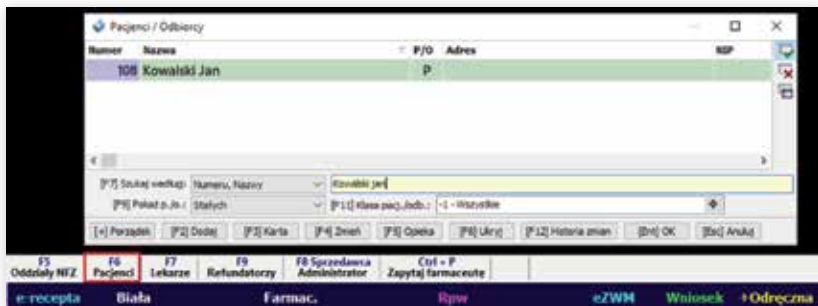 Pacjenci / Odbiorcy
Numer Nazwa P/O Adres NIP
108 Kowalski Jan P
[F7] Szukaj według: Numeru, Nazwy Kowalski jan
[F9] Pokaż p./o.: Stałych [F11] Klasa pacj./odb.: -1 - Wszystkie
[+] Porządek [F2] Dodaj [F3] Karta [F4] Zmień [F5] Opieka [F8] Ukryj [F12] Historia zmian [Ent] OK [Esc] Anuluj
F5 F6 F7 F9 F8 Sprzedawca Ctrl + P
Oddziały NFZ Pacjenci Lekarze Refundatorzy Administrator Zapytaj farmaceutę
e-recepta Biała Farmac. Rpw eZWM Wniosek +Odręczna